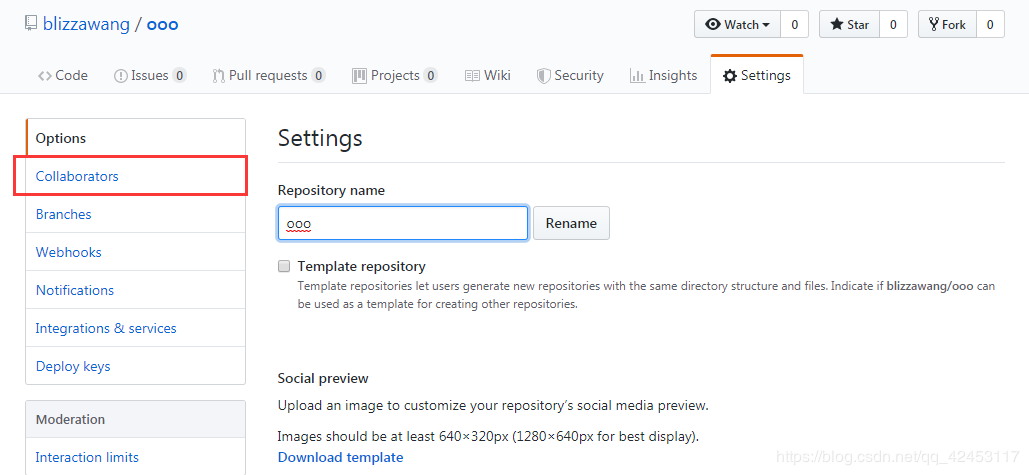 blizzawang / ooo
Watch 0 Star 0 Fork 0
Code Issues 0 Pull requests 0 Projects 0 Wiki Security Insights Settings
Options
Collaborators
Branches
Webhooks
Notifications
Integrations & services
Deploy keys
Moderation
Interaction limits
Settings
Repository name
ooo Rename
Template repository
Template repositories let users generate new repositories with the same directory structure and files. Indicate if blizzawang/ooo can
be used as a template for creating other repositories.
Social preview
Upload an image to customize your repository’s social media preview.
Images should be at least 640×320px (1280×640px for best display).
Download template
https://blog.csdn.net/qq_42453117